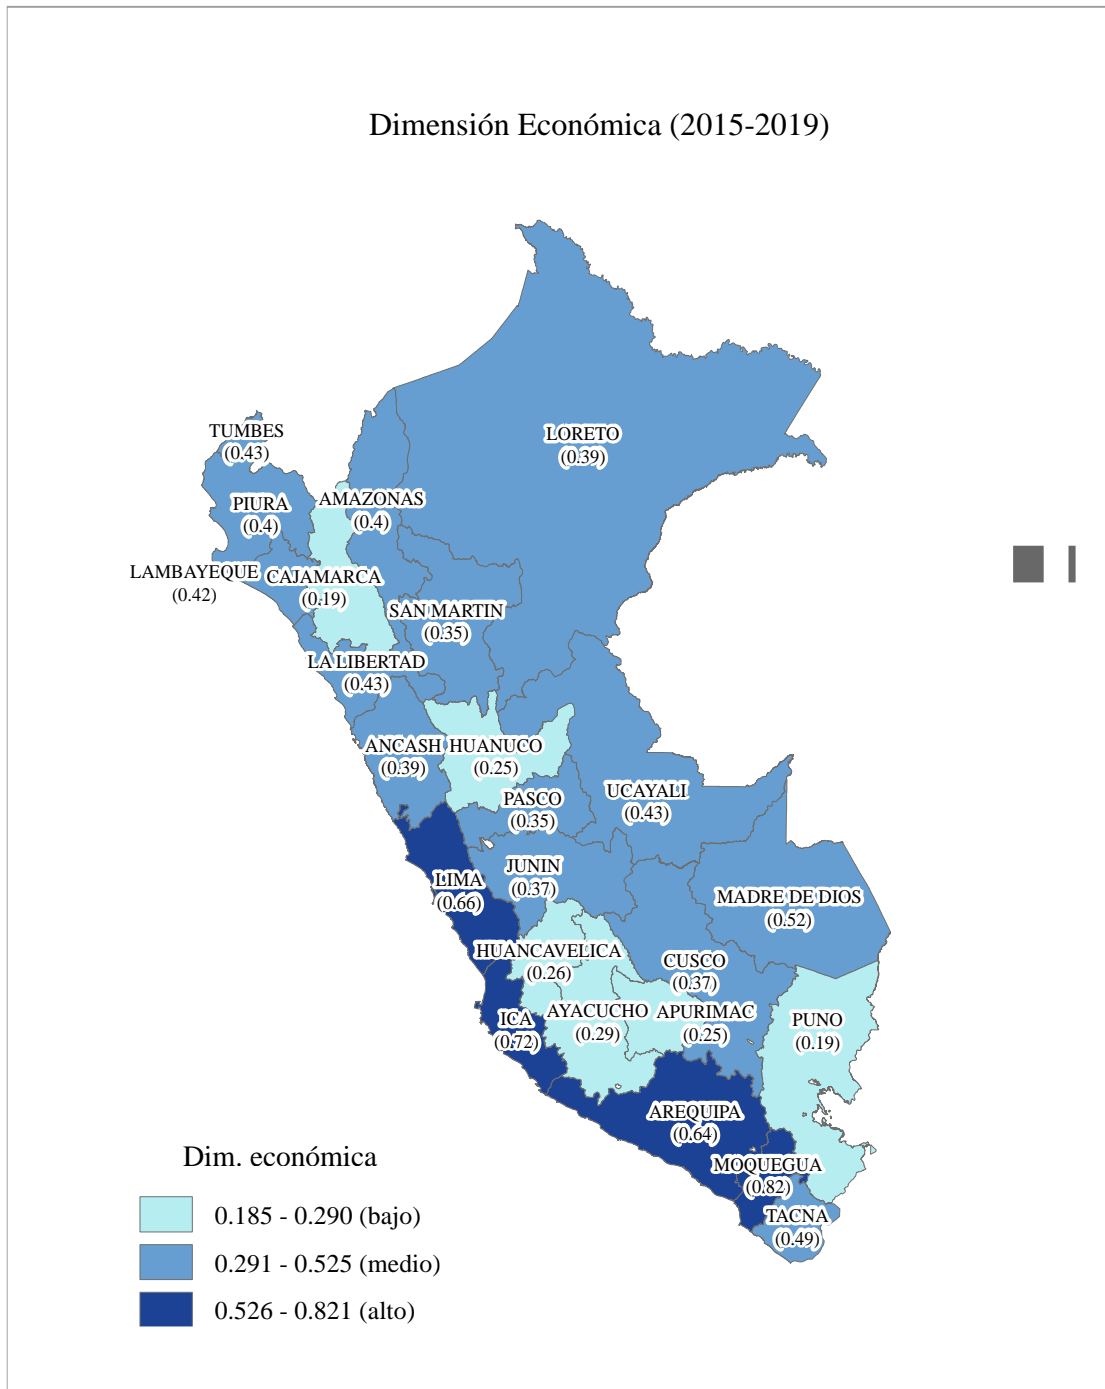 Dimensión Económica (2015-2019)
TUMBES
(0.43)
LORETO
(0.39)
PIURA
(0.4)
AMAZONAS
(0.4)
LAMBAYEQUE
(0.42)
CAJAMARCA
(0.19)
SAN MARTIN
(0.35)
LA LIBERTAD
(0.43)
ANCASH
(0.39)
HUANUCO
(0.25)
PASCO
(0.35)
UCAYALI
(0.43)
JUNIN
(0.37)
LIMA
(0.66)
MADRE DE DIOS
(0.52)
HUANCAVELICA
(0.26)
CUSCO
(0.37)
ICA
(0.72)
AYACUCHO
(0.29)
APURIMAC
(0.25)
PUNO
(0.19)
AREQUIPA
(0.64)
MOQUEGUA
(0.82)
TACNA
(0.49)
Dim. económica
0.185 - 0.290 (bajo)
0.291 - 0.525 (medio)
0.526 - 0.821 (alto)